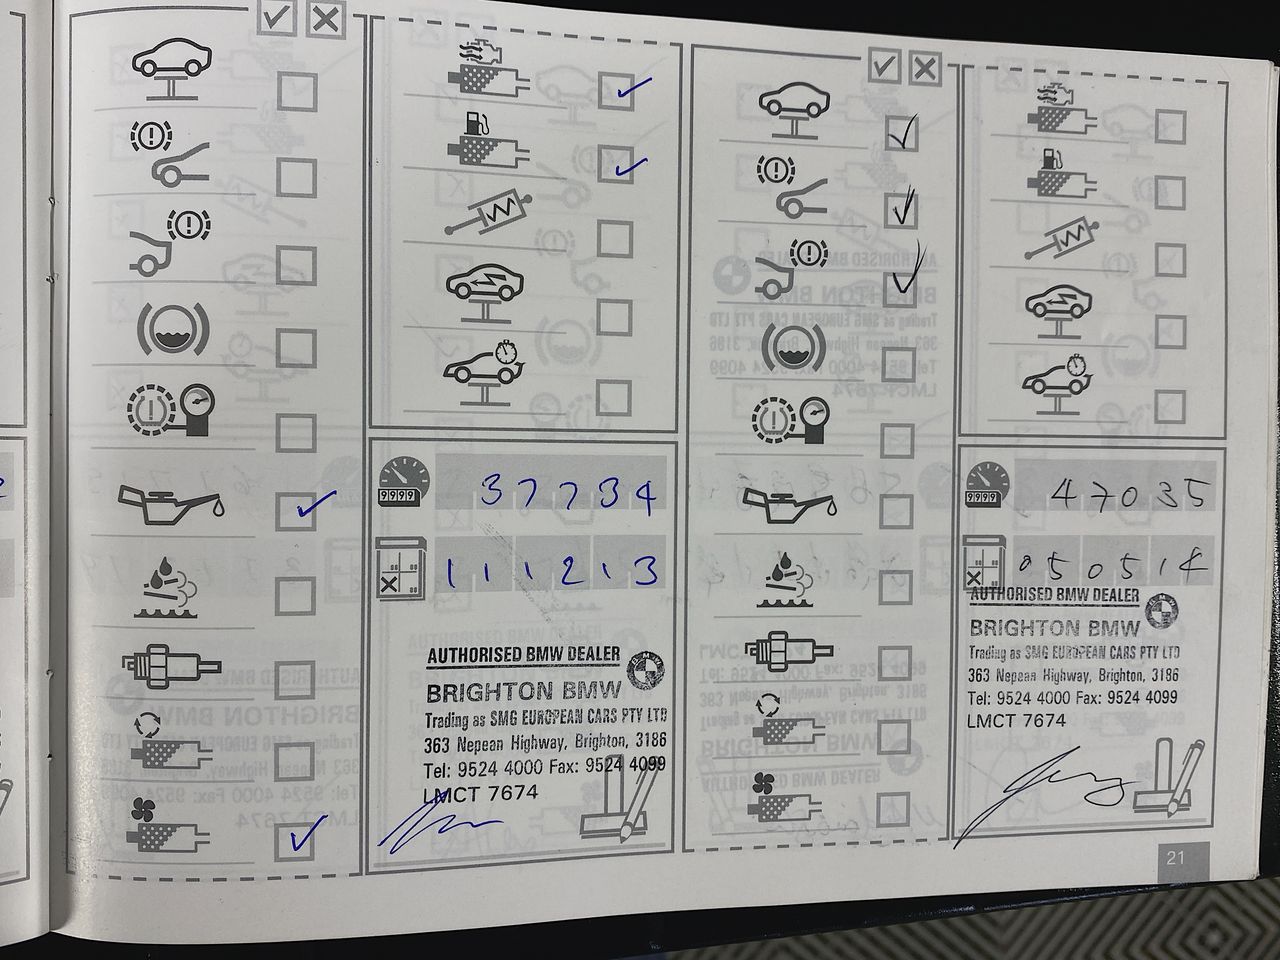 9999
37734
111213
AUTHORISED BMW DEALER
BRIGHTON BMW
Trading as SMG EUROPEAN CARS PTY LTD
363 Nepean Highway, Brighton, 3186
Tel: 9524 4000 Fax: 9524 4099
LMCT 7674
9999
47035
050514
AUTHORISED BMW DEALER
BRIGHTON BMW
Trading as SMG EUROPEAN CARS PTY LTD
363 Nepean Highway, Brighton, 3186
Tel: 9524 4000 Fax: 9524 4099
LMCT 7674
21